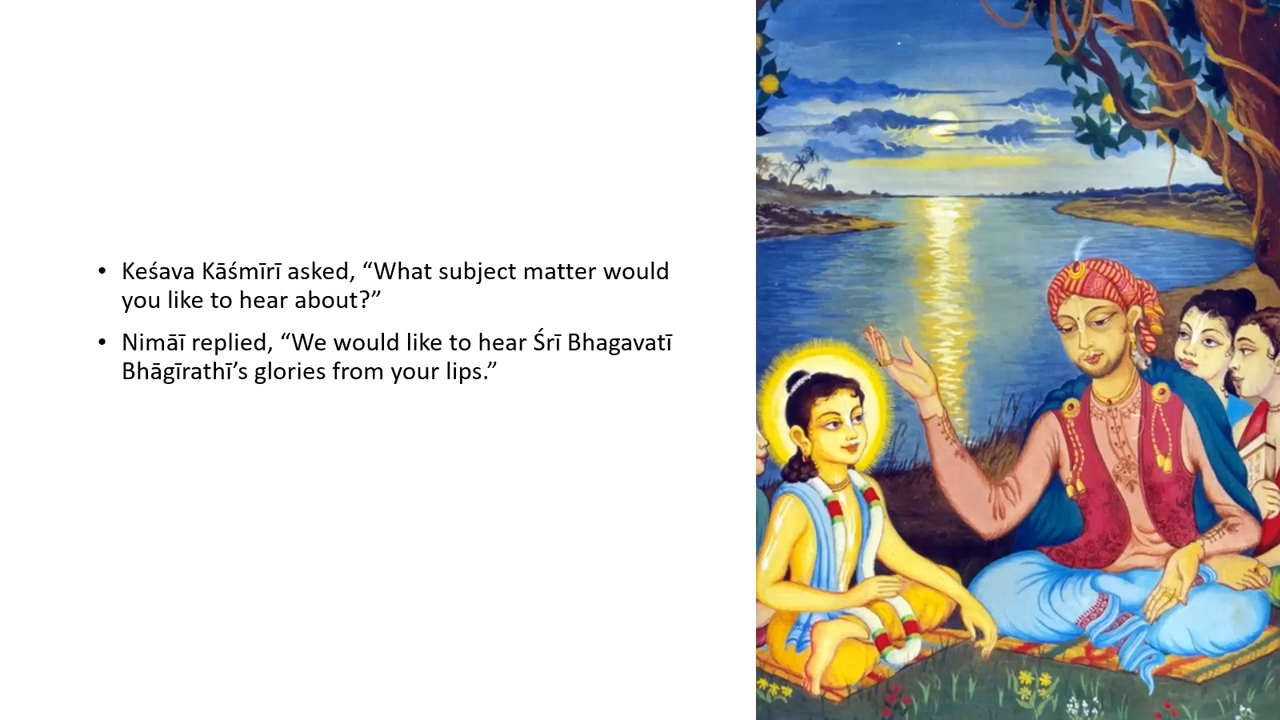 • Keśava Kāśmīrī asked, “What subject matter would
you like to hear about?”
• Nimāī replied, “We would like to hear Śrī Bhagavatī
Bhāgīrathī’s glories from your lips.”